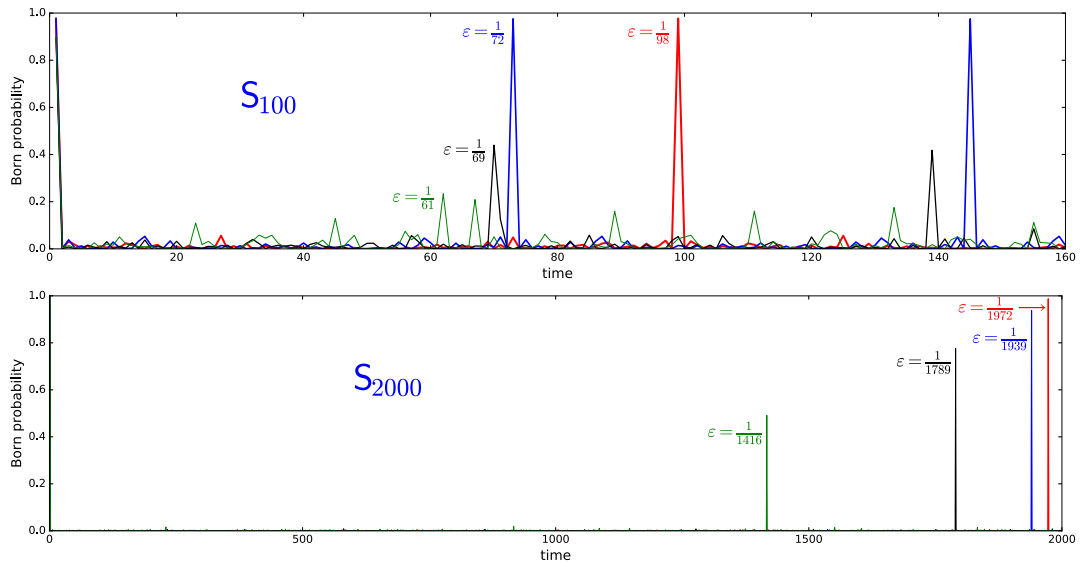 1.0
0.8
0.6
0.4
0.2
0.0
Born probability
S100
ε = 1/72
ε = 1/98
ε = 1/69
ε = 1/61
0 20 40 60 80 100 120 140 160
time
1.0
0.8
0.6
0.4
0.2
0.0
Born probability
S2000
ε = 1/1972
ε = 1/1939
ε = 1/1789
ε = 1/1416
0 500 1000 1500 2000
time